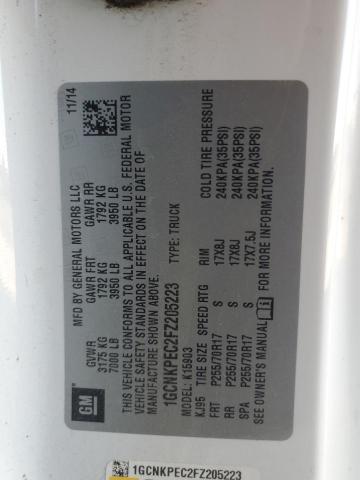 MFD BY GENERAL MOTORS LLC
11/14
GVWR GAWR FRT GAWR RR
3175 KG 1792 KG 1792 KG
7000 LB 3950 LB 3950 LB
THIS VEHICLE CONFORMS TO ALL APPLICABLE U.S. FEDERAL MOTOR
VEHICLE SAFETY STANDARDS IN EFFECT ON THE DATE OF
MANUFACTURE SHOWN ABOVE.
1GCNKPEC2FZ205223 TYPE: TRUCK
MODEL: K15903
KJ95 TIRE SIZE SPEED RTG RIM COLD TIRE PRESSURE
FRT P255/70R17 S 17X8J 240KPA(35PSI)
RR P255/70R17 S 17X8J 240KPA(35PSI)
SPA P255/70R17 S 17X7.5J 240KPA(35PSI)
SEE OWNER'S MANUAL FOR MORE INFORMATION.
GM
1GCNKPEC2FZ205223